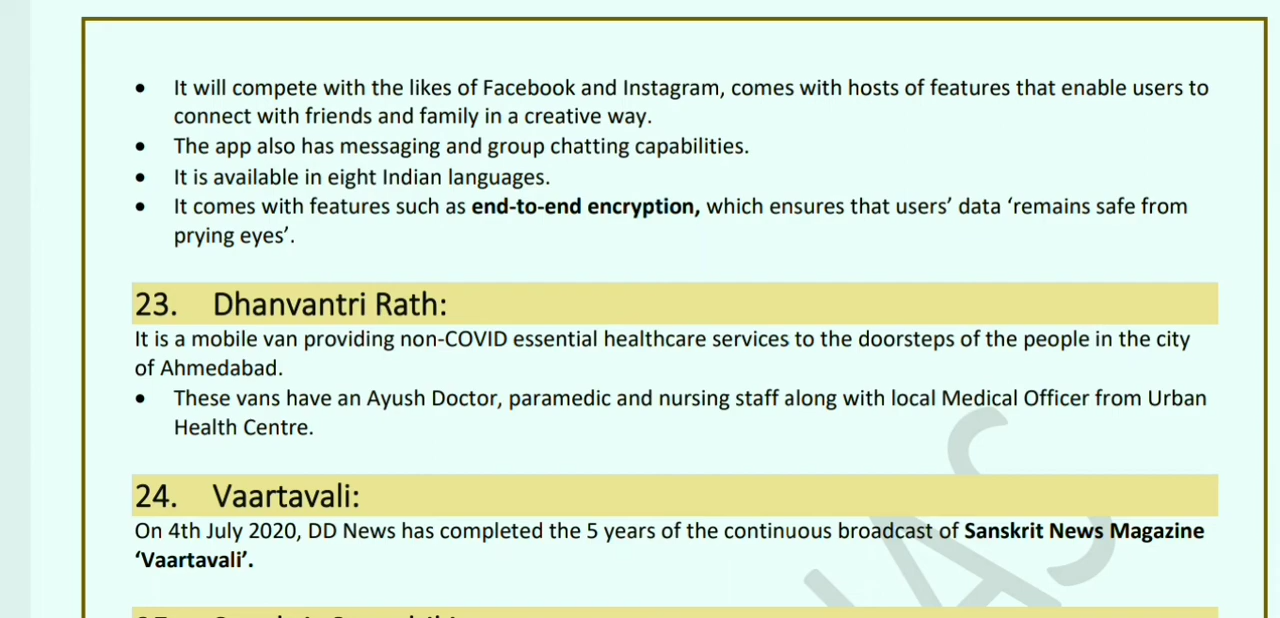 • It will compete with the likes of Facebook and Instagram, comes with hosts of features that enable users to
connect with friends and family in a creative way.
• The app also has messaging and group chatting capabilities.
• It is available in eight Indian languages.
• It comes with features such as end-to-end encryption, which ensures that users’ data ‘remains safe from
prying eyes’.
23. Dhanvantri Rath:
It is a mobile van providing non-COVID essential healthcare services to the doorsteps of the people in the city
of Ahmedabad.
• These vans have an Ayush Doctor, paramedic and nursing staff along with local Medical Officer from Urban
Health Centre.
24. Vaartavali:
On 4th July 2020, DD News has completed the 5 years of the continuous broadcast of Sanskrit News Magazine
‘Vaartavali’.